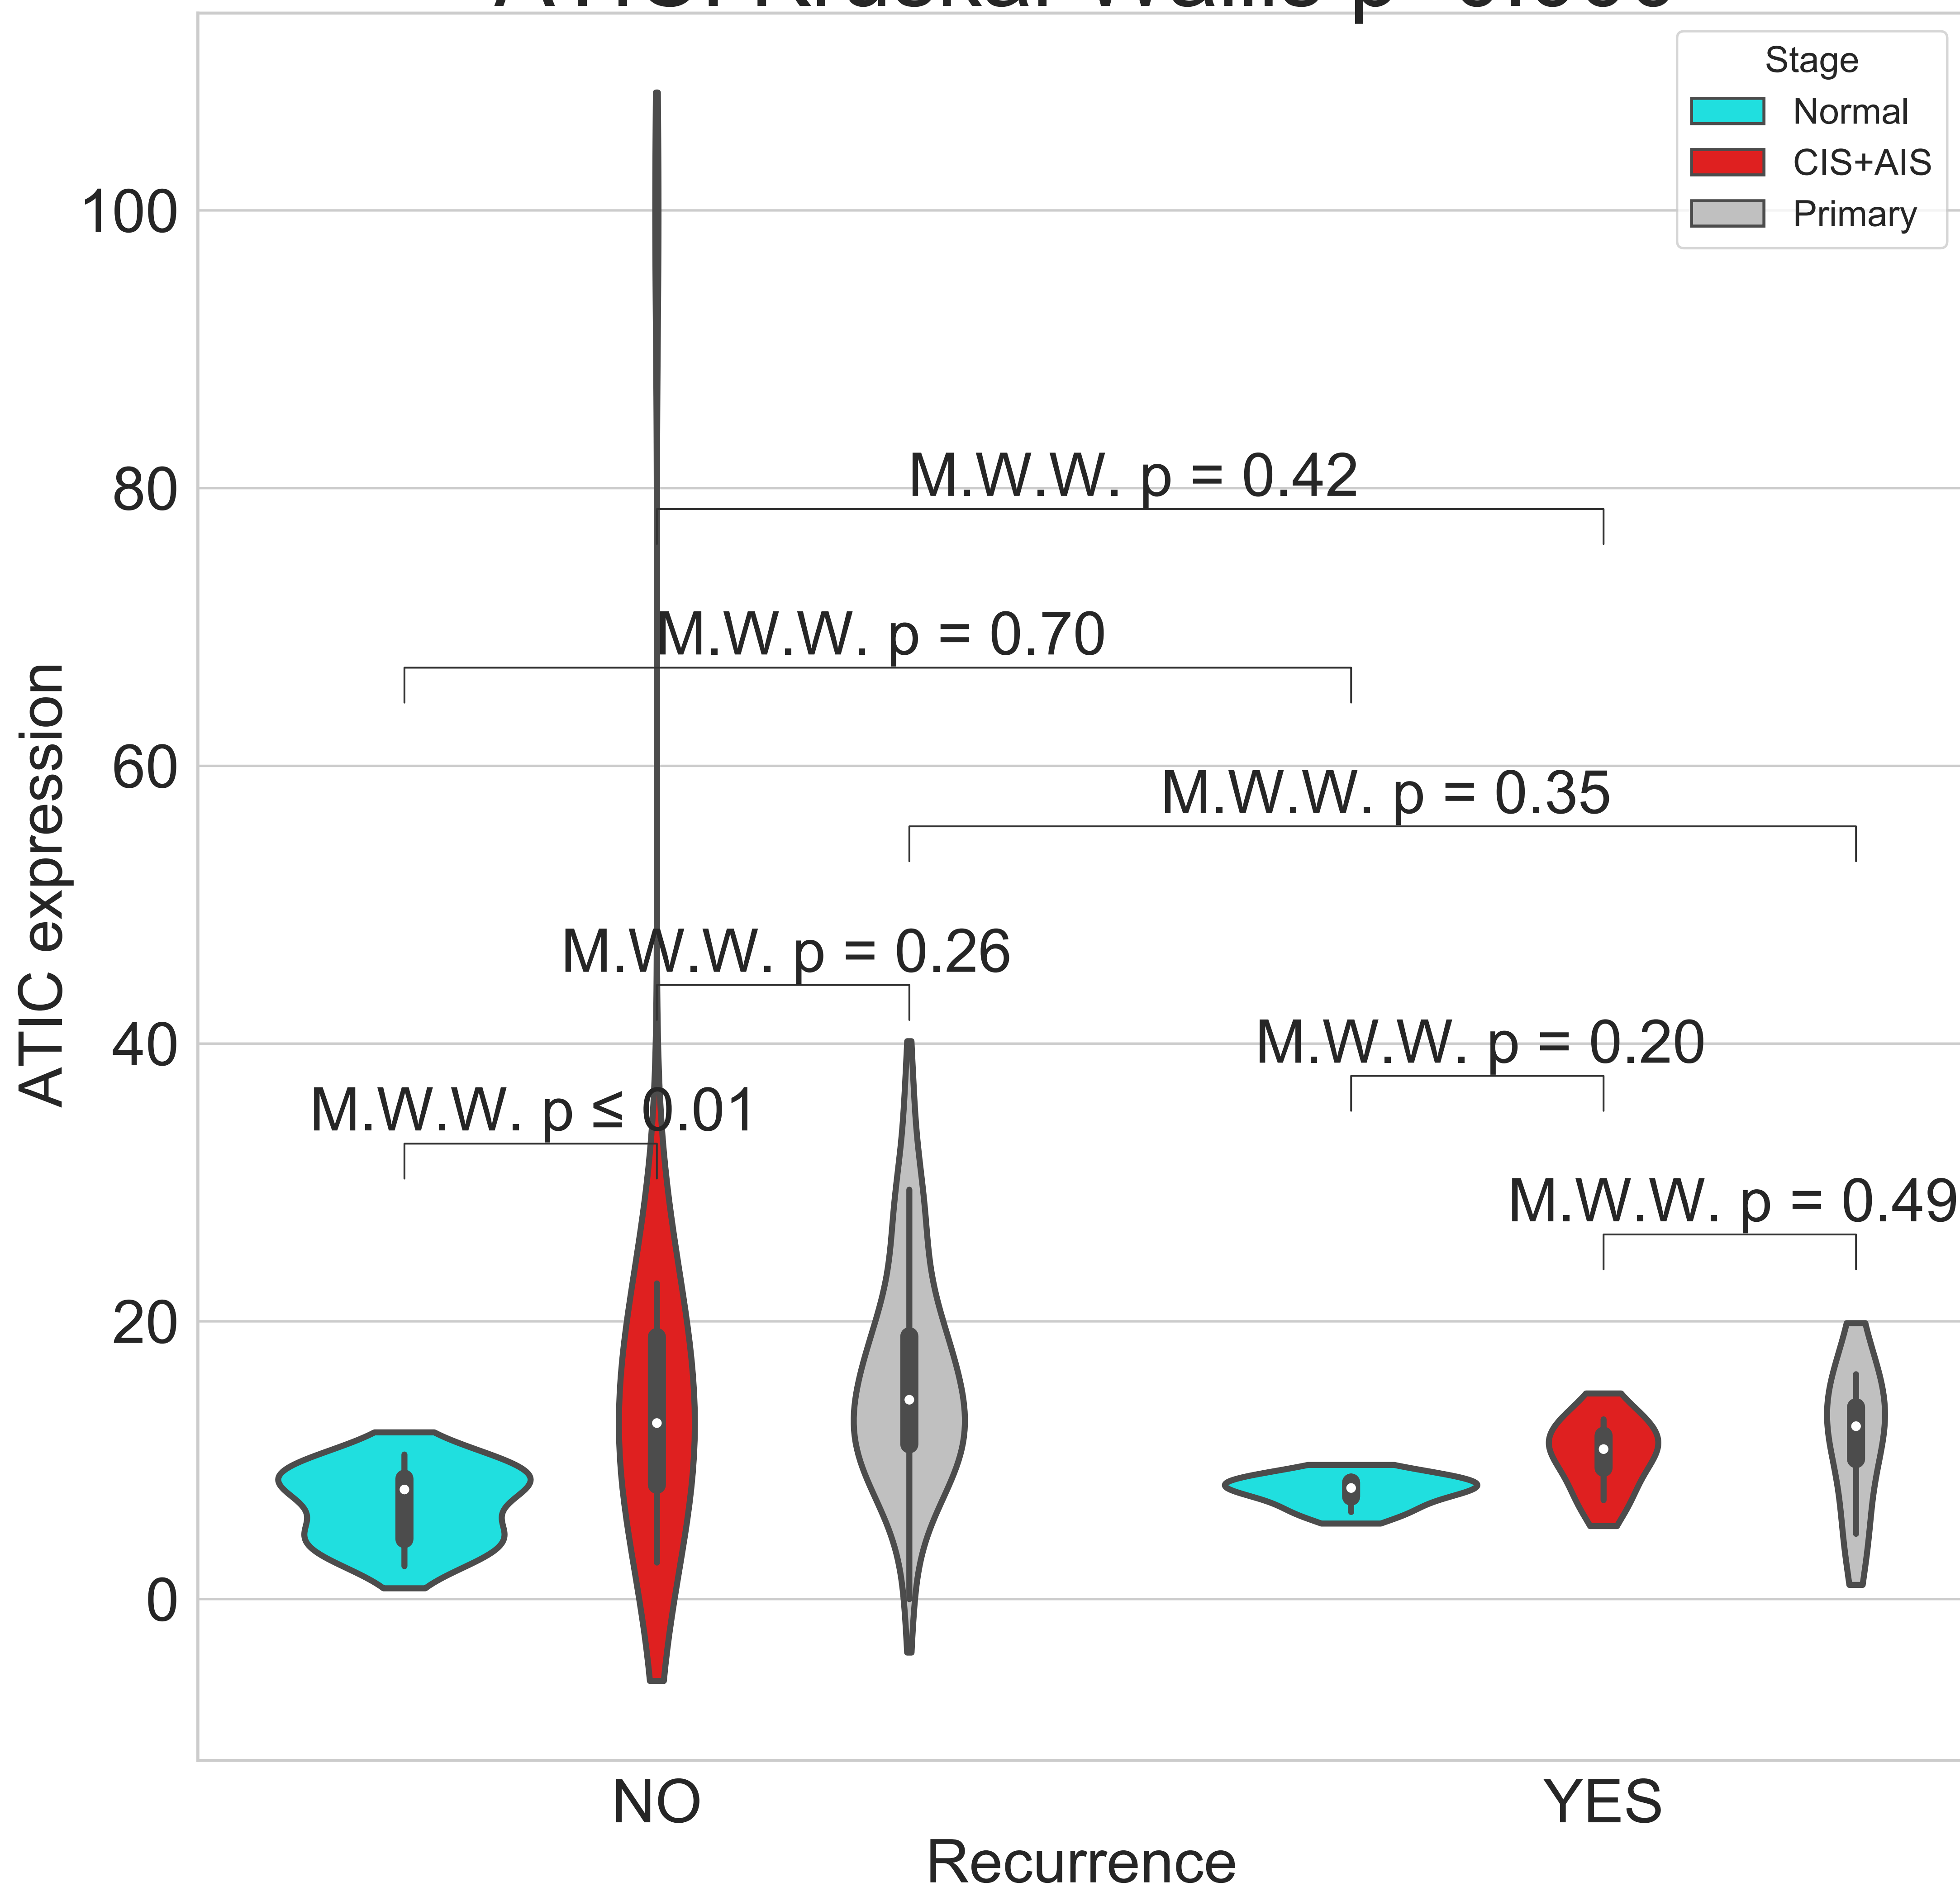 Stage
Normal
CIS+AIS
Primary
100
80
60
40
20
0
ATIC expression
M.W.W. p = 0.42
M.W.W. p = 0.70
M.W.W. p = 0.35
M.W.W. p = 0.26
M.W.W. p = 0.20
M.W.W. p ≤ 0.01
M.W.W. p = 0.49
NO
YES
Recurrence